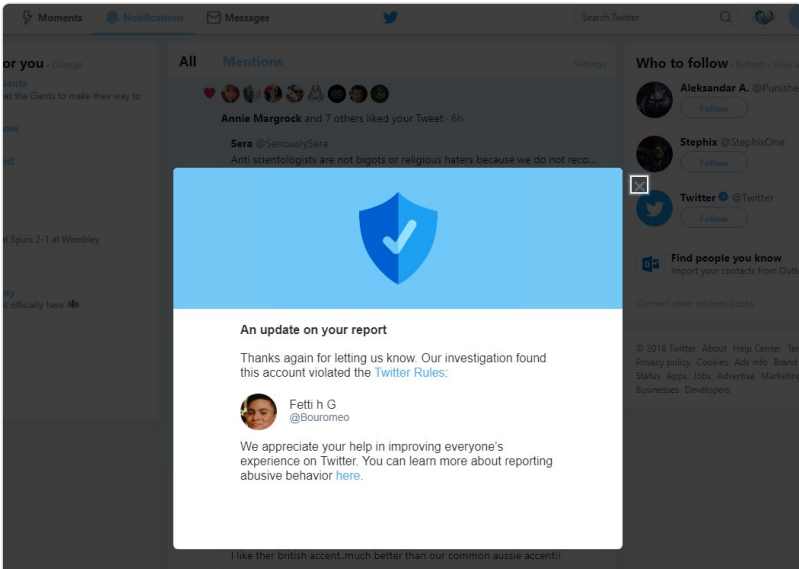 Moments Notifications Messages Search Twitter
or you · Change
iants
eat the Giants to make their way to
ow
od
t Spurs 2-1 at Wembley
ay
s officially here
All Mentions Settings
Annie Margrock and 7 others liked your Tweet · 6h
Sera @SeriouslySera
Anti scientologists are not bigots or religious haters because we do not reco...
An update on your report
Thanks again for letting us know. Our investigation found
this account violated the Twitter Rules:
Fetti h G
@Bouromeo
We appreciate your help in improving everyone's
experience on Twitter. You can learn more about reporting
abusive behavior here.
I like ther british accent..much better than our common aussie accent!!
Who to follow · Refresh · View a
Aleksandar A. @Punishe
Follow
Stephix @StephixOne
Follow
Twitter @Twitter
Follow
Find people you know
Import your contacts from Outlo
Connect other address books
© 2018 Twitter About Help Center Ter
Privacy policy Cookies Ads info Brand
Status Apps Jobs Advertise Marketing
Businesses Developers